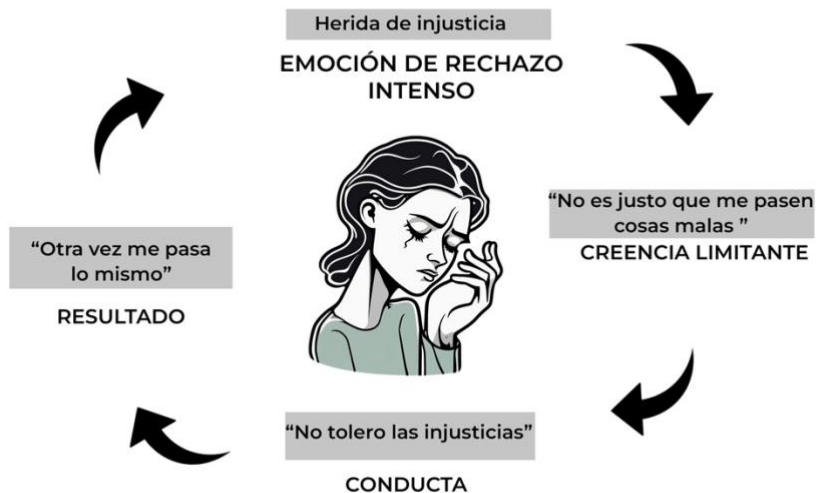 Herida de injusticia
EMOCIÓN DE RECHAZO
INTENSO
“No es justo que me pasen
cosas malas ”
CREENCIA LIMITANTE
“No tolero las injusticias”
CONDUCTA
“Otra vez me pasa
lo mismo”
RESULTADO